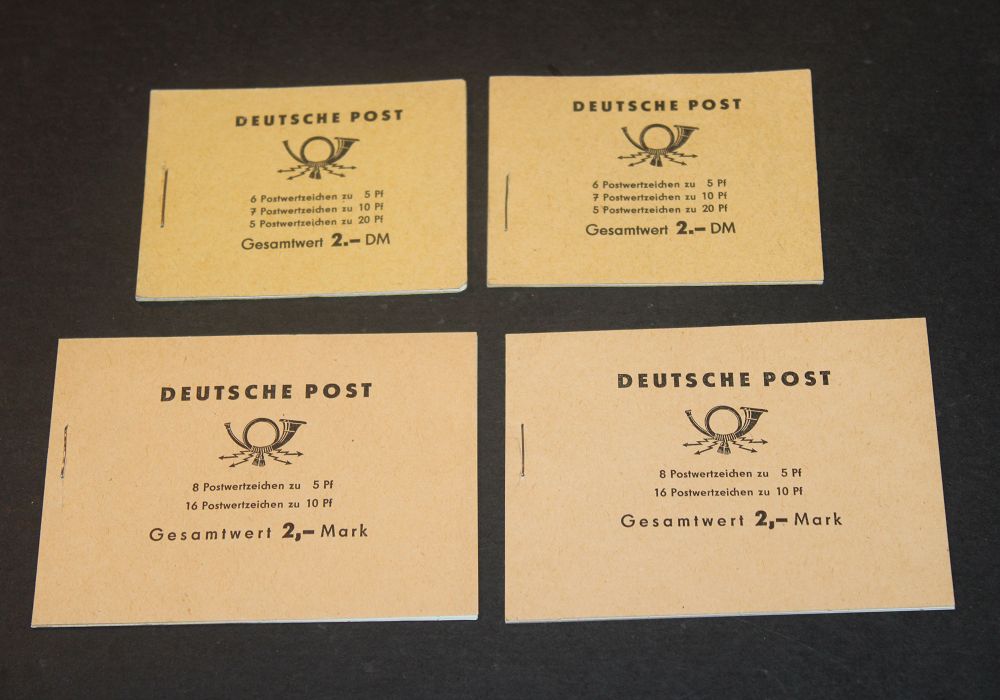 DEUTSCHE POST
6 Postwertzeichen zu 5 Pf
7 Postwertzeichen zu 10 Pf
5 Postwertzeichen zu 20 Pf
Gesamtwert 2.– DM
DEUTSCHE POST
6 Postwertzeichen zu 5 Pf
7 Postwertzeichen zu 10 Pf
5 Postwertzeichen zu 20 Pf
Gesamtwert 2.– DM
DEUTSCHE POST
8 Postwertzeichen zu 5 Pf
16 Postwertzeichen zu 10 Pf
Gesamtwert 2,– Mark
DEUTSCHE POST
8 Postwertzeichen zu 5 Pf
16 Postwertzeichen zu 10 Pf
Gesamtwert 2,– Mark